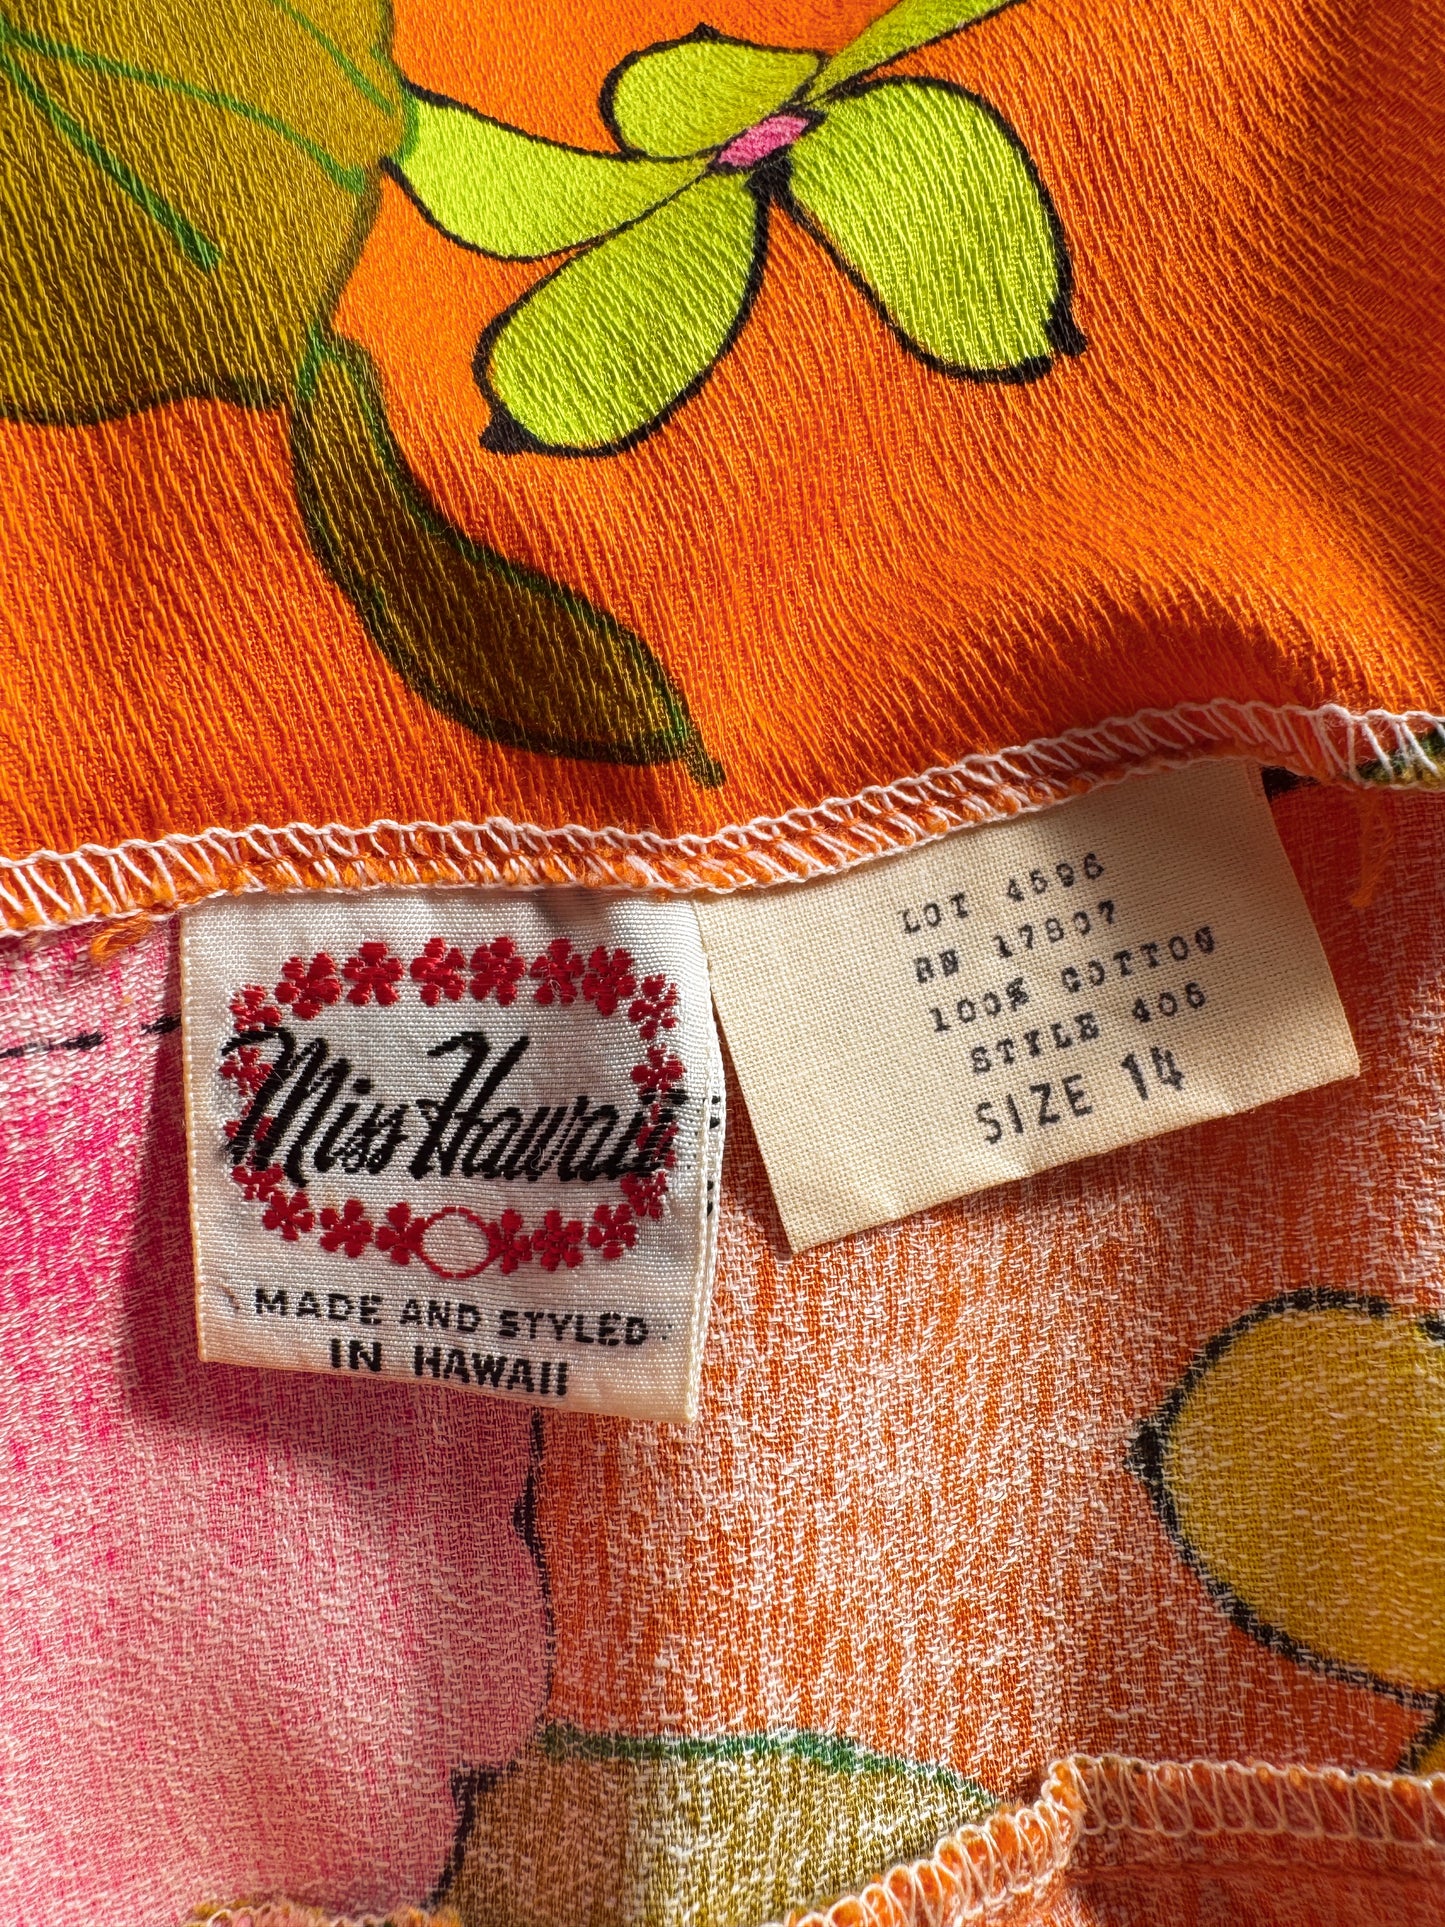 Miss Hawaii
MADE AND STYLED
IN HAWAII
LOT 4596
RN 17807
100% COTTON
STYLE 406
SIZE 14